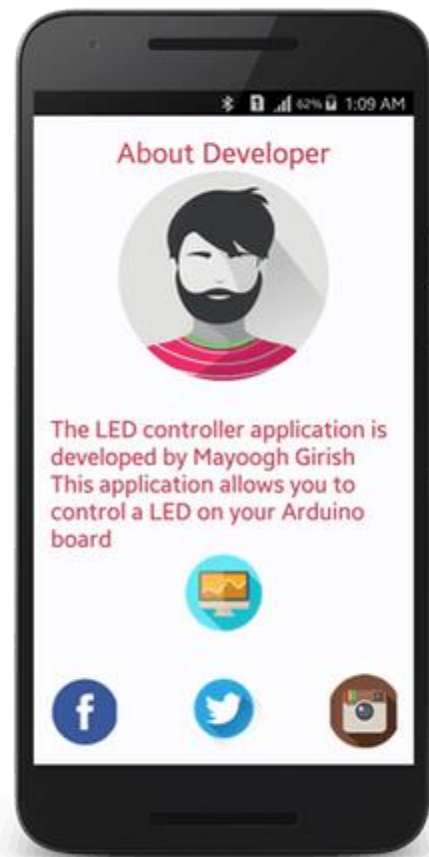 62% 1:09 AM
About Developer
The LED controller application is
developed by Mayoogh Girish
This application allows you to
control a LED on your Arduino
board